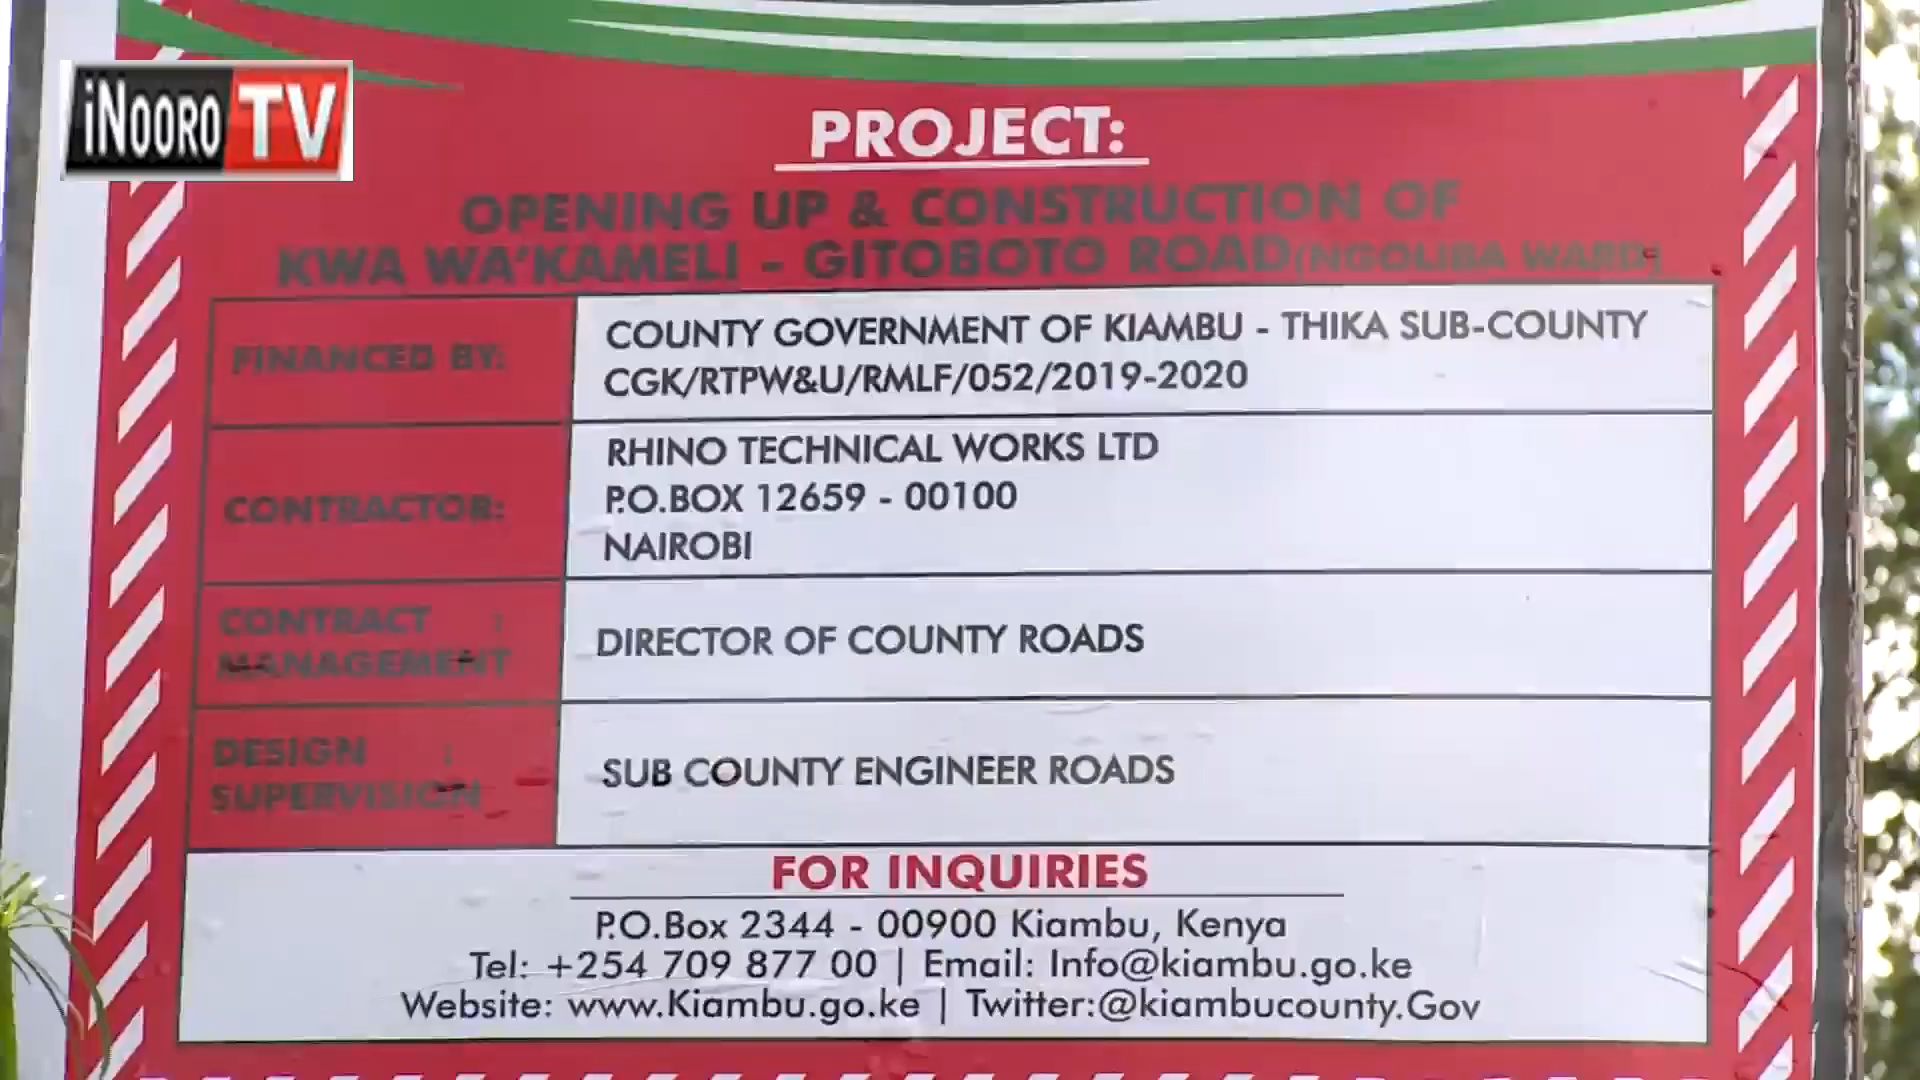 iNOORO TV
PROJECT:
OPENING UP & CONSTRUCTION OF
KWA WA'KAMELI - GITOBOTO ROAD(NGOLIBA WARD)
FINANCED BY:
COUNTY GOVERNMENT OF KIAMBU - THIKA SUB-COUNTY
CGK/RTPW&U/RMLF/052/2019-2020
CONTRACTOR:
RHINO TECHNICAL WORKS LTD
P.O.BOX 12659 - 00100
NAIROBI
CONTRACT :
MANAGEMENT
DIRECTOR OF COUNTY ROADS
DESIGN :
SUPERVISION
SUB COUNTY ENGINEER ROADS
FOR INQUIRIES
P.O.Box 2344 - 00900 Kiambu, Kenya
Tel: +254 709 877 00 | Email: Info@kiambu.go.ke
Website: www.Kiambu.go.ke | Twitter:@kiambucounty.Gov